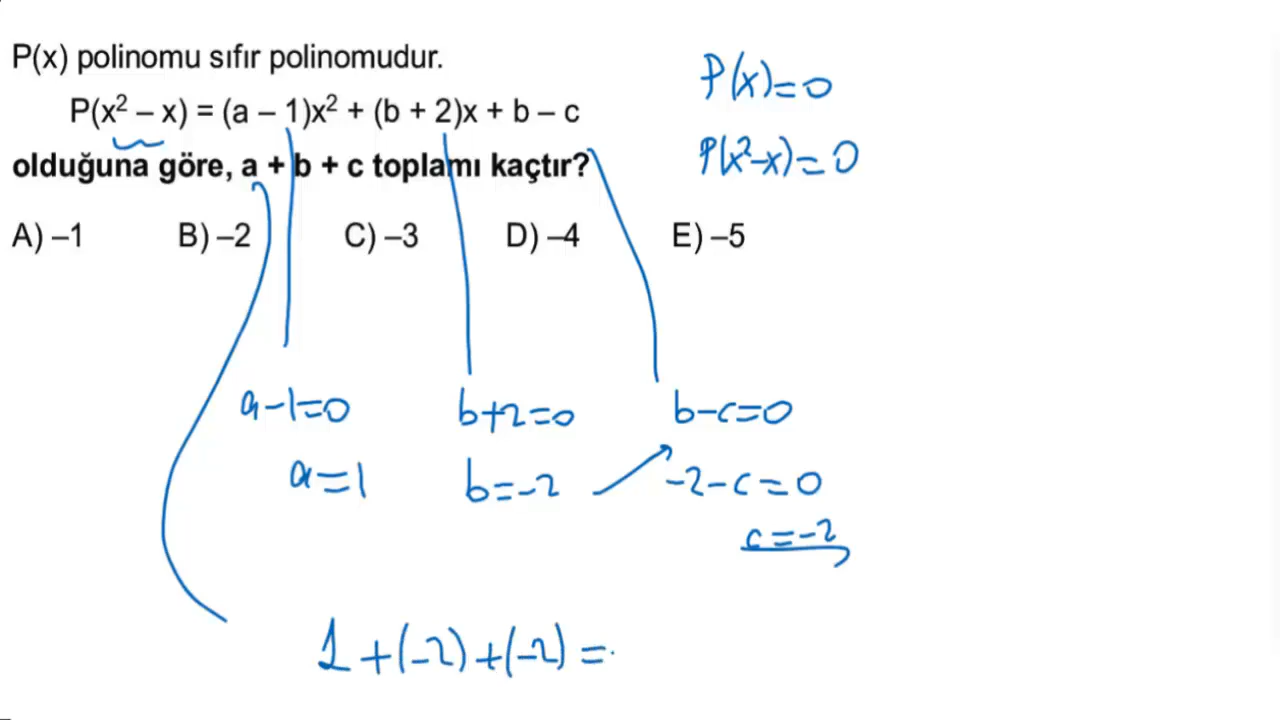 P(x) polinomu sıfır polinomudur.
P(x² – x) = (a – 1)x² + (b + 2)x + b – c
olduğuna göre, a + b + c toplamı kaçtır?
A) –1 B) –2 C) –3 D) –4 E) –5
P(x)=0
P(x²-x)=0
a-1=0 b+2=0 b-c=0
a=1 b=-2 -2-c=0
c=-2
1+(-2)+(-2)=